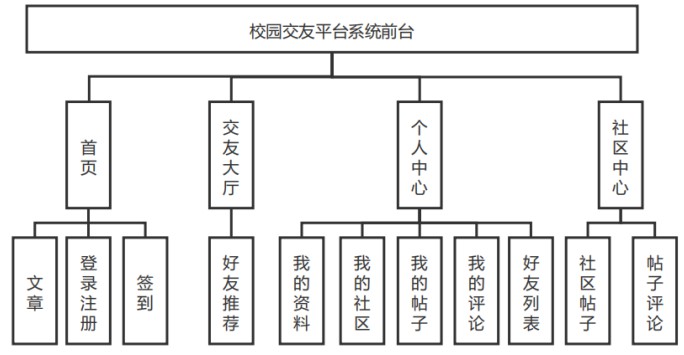 校园交友平台系统前台
首页
交友大厅
个人中心
社区中心
文章
登录注册
签到
好友推荐
我的资料
我的社区
我的帖子
我的评论
好友列表
社区帖子
帖子评论